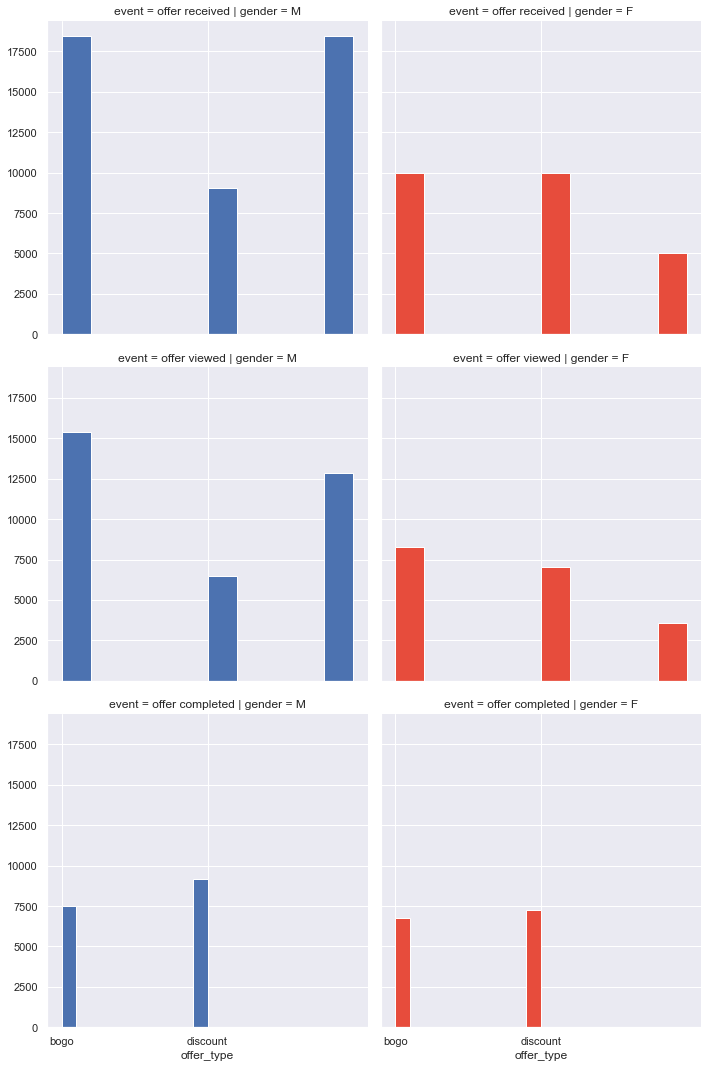 event = offer received | gender = M
event = offer received | gender = F
17500
15000
12500
10000
7500
5000
2500
0
event = offer viewed | gender = M
event = offer viewed | gender = F
17500
15000
12500
10000
7500
5000
2500
0
event = offer completed | gender = M
event = offer completed | gender = F
17500
15000
12500
10000
7500
5000
2500
0
bogo
discount
offer_type
bogo
discount
offer_type